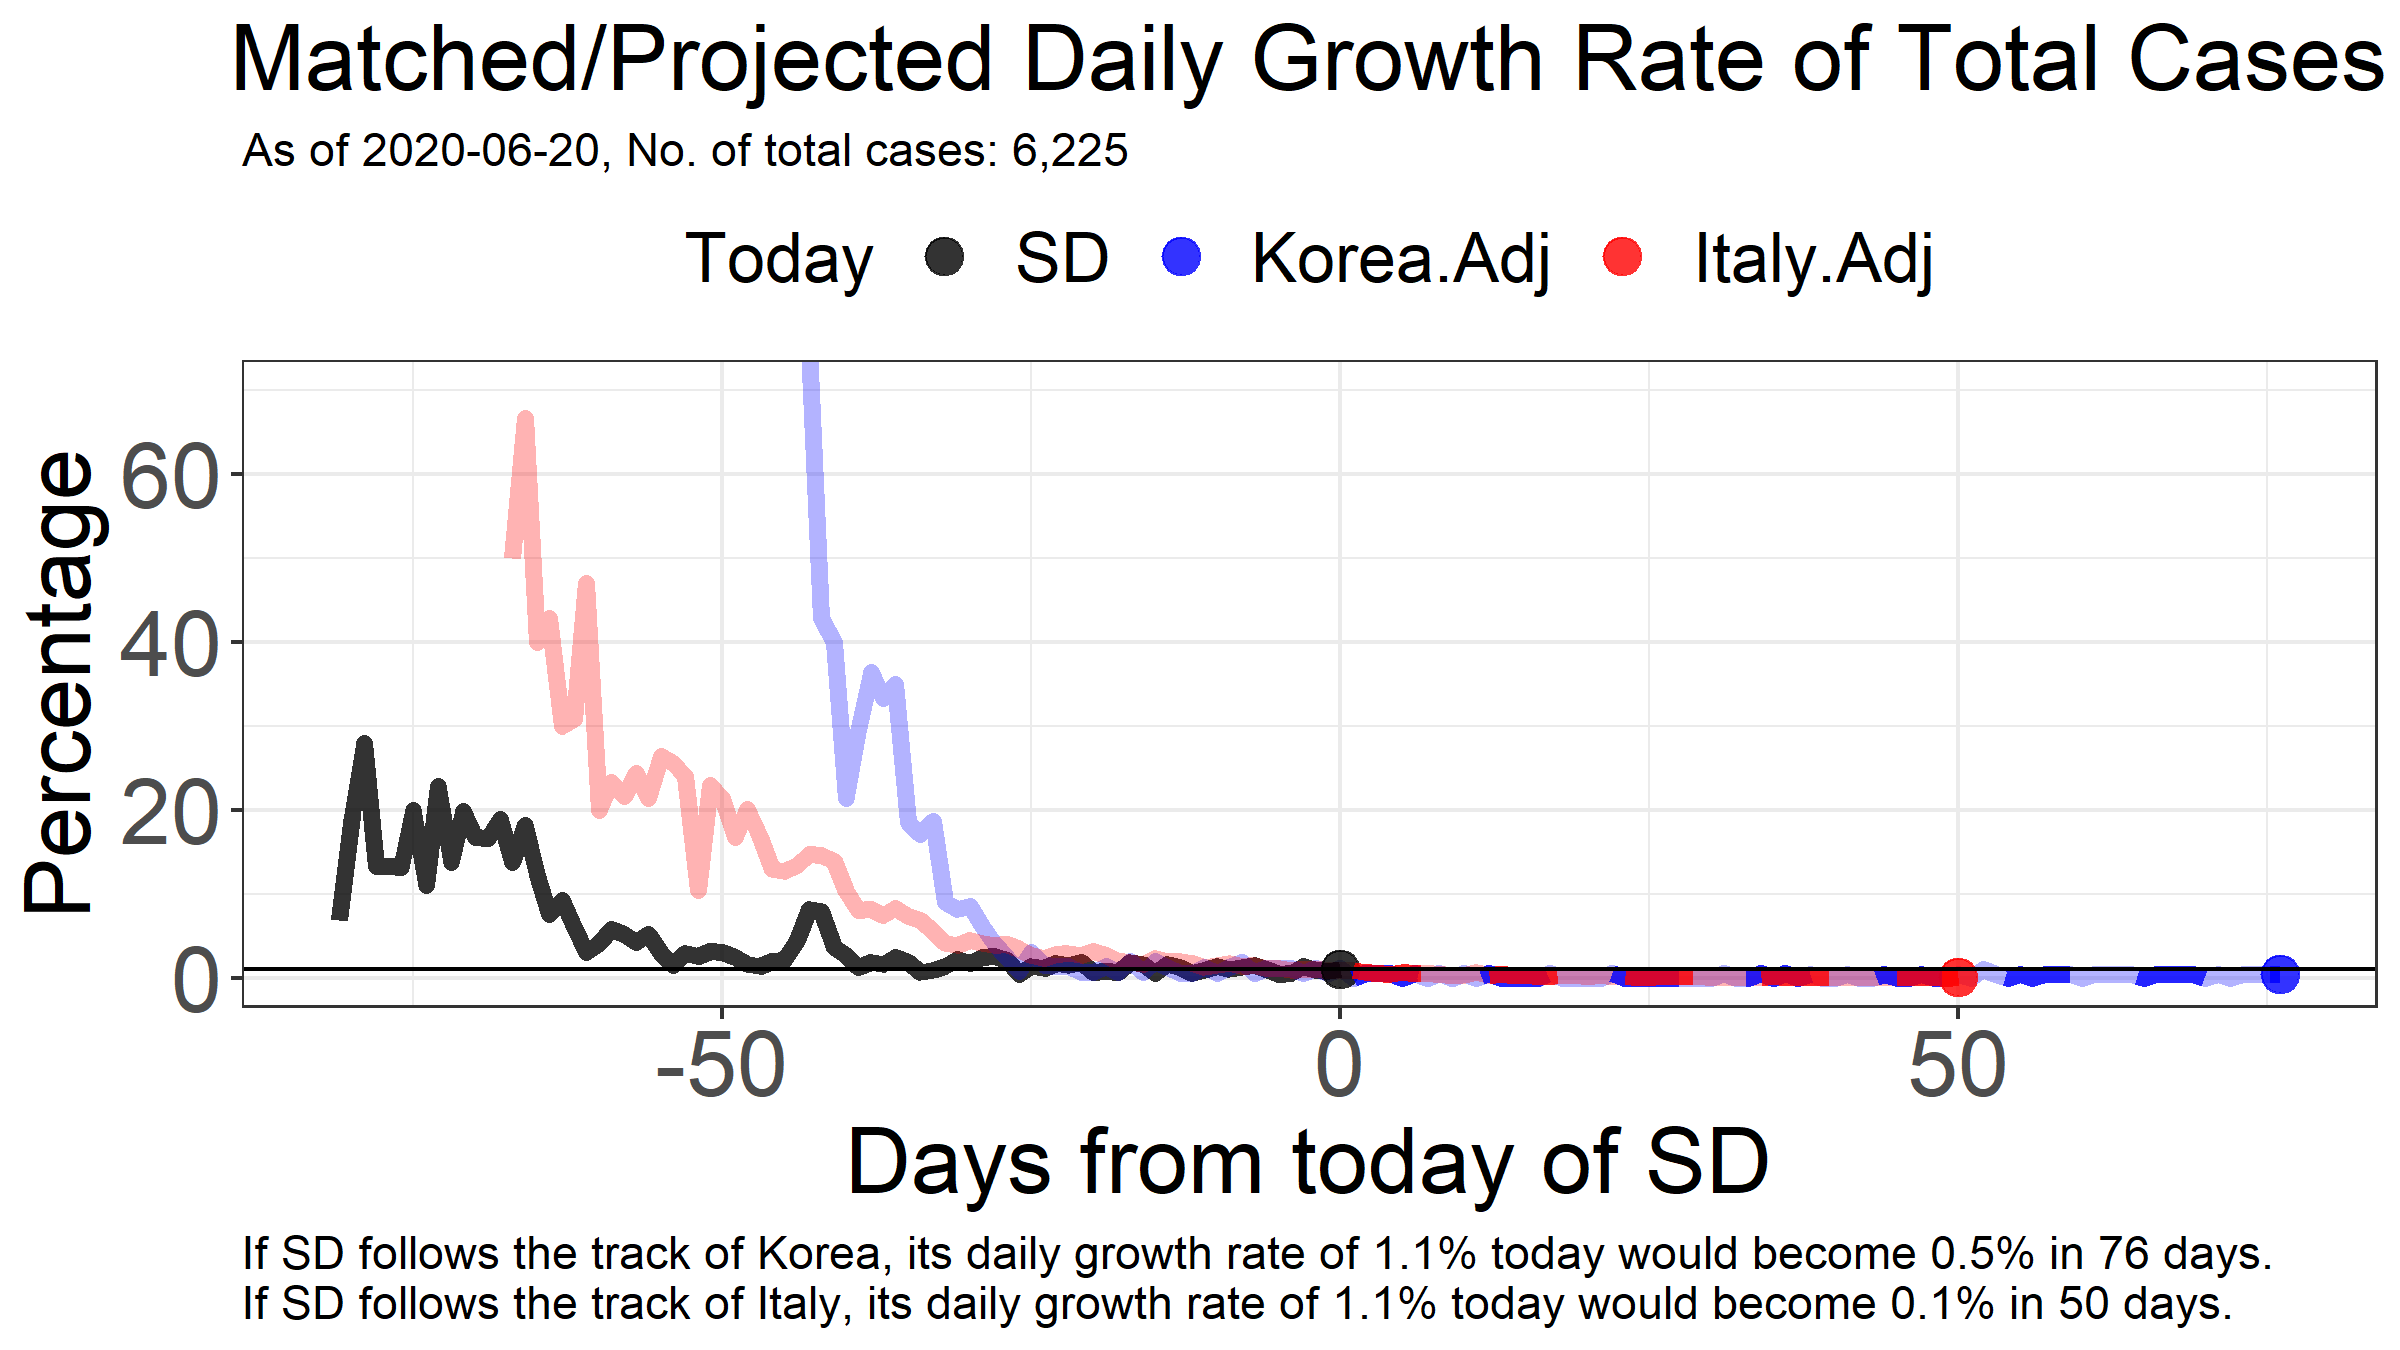 Matched/Projected Daily Growth Rate of Total Cases
As of 2020-06-20, No. of total cases: 6,225
Today SD Korea.Adj Italy.Adj
Percentage
60
40
20
0
-50 0 50
Days from today of SD
If SD follows the track of Korea, its daily growth rate of 1.1% today would become 0.5% in 76 days.
If SD follows the track of Italy, its daily growth rate of 1.1% today would become 0.1% in 50 days.